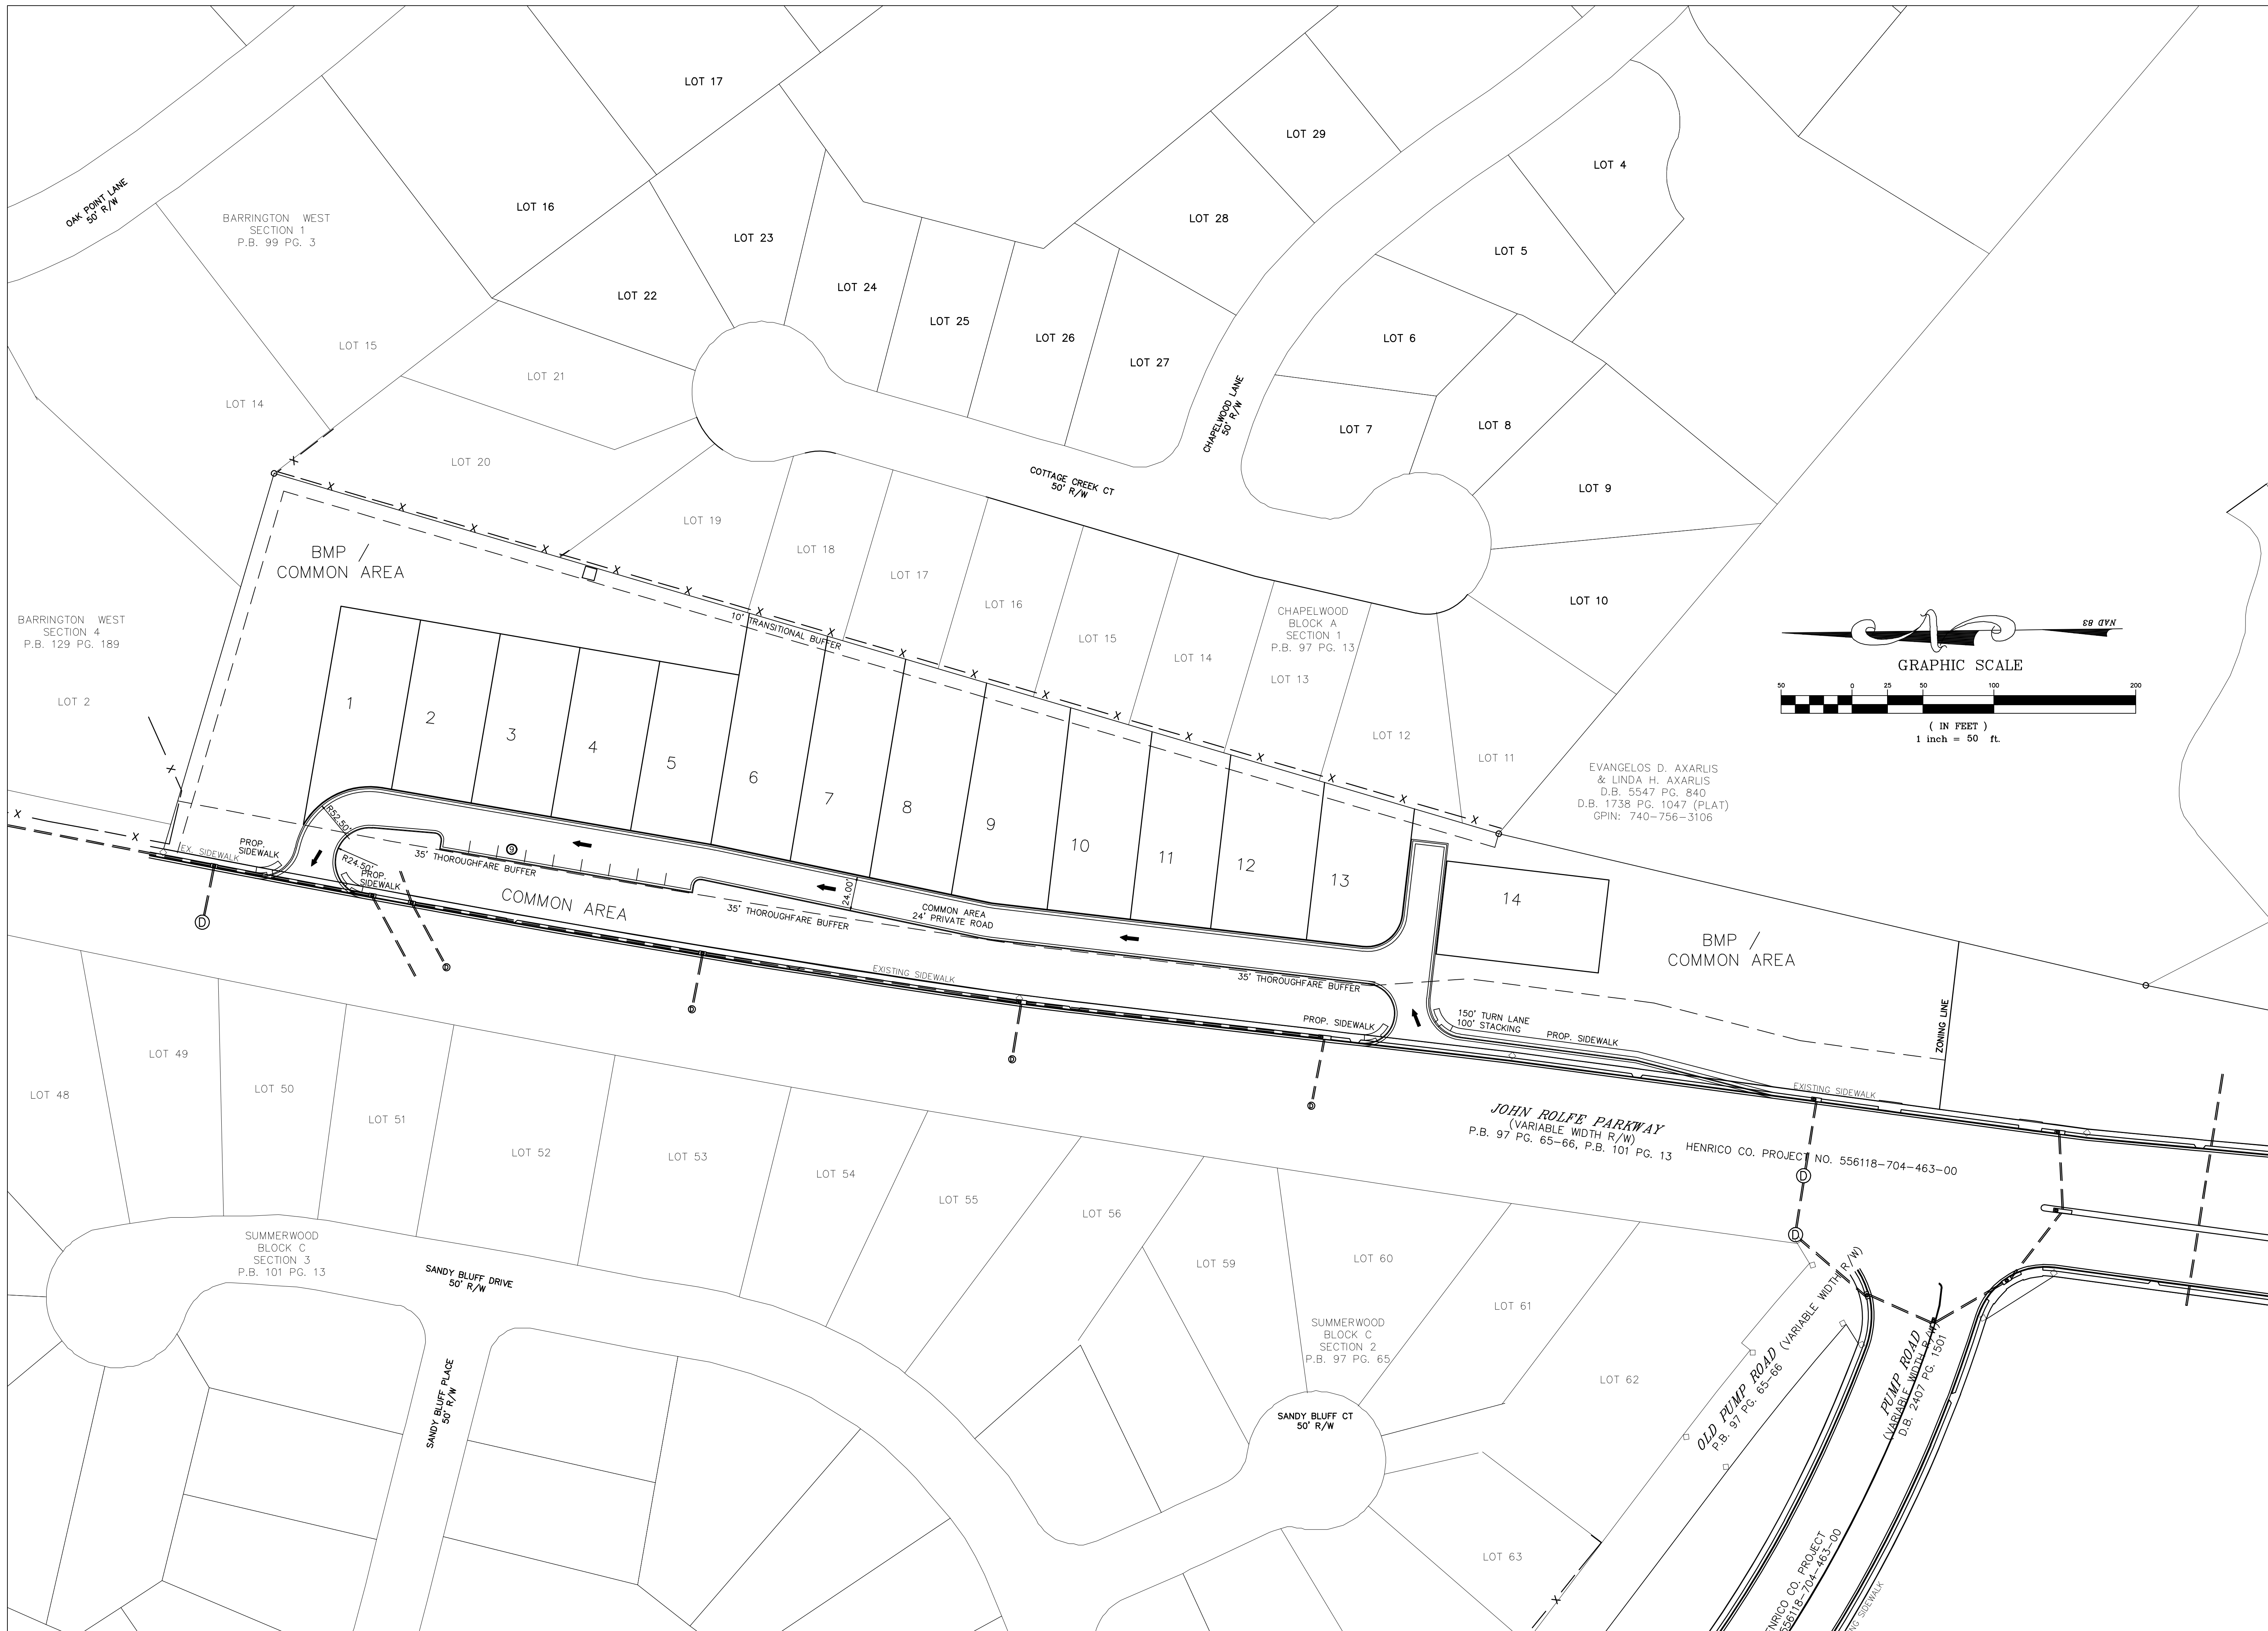 LOT 17
LOT 29
LOT 4
OAK POINT LANE
50' R/W
BARRINGTON WEST
SECTION 1
P.B. 99 PG. 3
LOT 16
LOT 23
LOT 28
LOT 5
LOT 22
LOT 24
LOT 25
LOT 26
LOT 27
LOT 6
LOT 15
LOT 21
LOT 14
CHAPELWOOD LANE
50' R/W
LOT 7
LOT 8
LOT 20
COTTAGE CREEK CT
50' R/W
LOT 9
LOT 19
LOT 18
LOT 17
LOT 16
LOT 15
LOT 14
CHAPELWOOD
BLOCK A
SECTION 1
P.B. 97 PG. 13
LOT 13
LOT 12
LOT 11
LOT 10
BMP /
COMMON AREA
10' TRANSITIONAL BUFFER
BARRINGTON WEST
SECTION 4
P.B. 129 PG. 189
LOT 2
NAD 83
GRAPHIC SCALE
50 0 25 50 100 200
( IN FEET )
1 inch = 50 ft.
EVANGELOS D. AXARLIS
& LINDA H. AXARLIS
D.B. 5547 PG. 840
D.B. 1738 PG. 1047 (PLAT)
GPIN: 740-756-3106
1
2
3
4
5
6
7
8
9
10
11
12
13
14
R52.50'
R24.50'
PROP.
SIDEWALK
EX. SIDEWALK
PROP.
SIDEWALK
9
35' THOROUGHFARE BUFFER
COMMON AREA
35' THOROUGHFARE BUFFER
24.00'
COMMON AREA
24' PRIVATE ROAD
EXISTING SIDEWALK
35' THOROUGHFARE BUFFER
PROP. SIDEWALK
150' TURN LANE
100' STACKING
PROP. SIDEWALK
BMP /
COMMON AREA
ZONING LINE
EXISTING SIDEWALK
D
D
D
D
D
D
D
JOHN ROLFE PARKWAY
(VARIABLE WIDTH R/W)
P.B. 97 PG. 65-66, P.B. 101 PG. 13
HENRICO CO. PROJECT NO. 556118-704-463-00
LOT 48
LOT 49
LOT 50
LOT 51
LOT 52
LOT 53
LOT 54
LOT 55
LOT 56
LOT 59
LOT 60
LOT 61
LOT 62
LOT 63
SUMMERWOOD
BLOCK C
SECTION 3
P.B. 101 PG. 13
SANDY BLUFF DRIVE
50' R/W
SANDY BLUFF PLACE
50' R/W
SUMMERWOOD
BLOCK C
SECTION 2
P.B. 97 PG. 65
SANDY BLUFF CT
50' R/W
OLD PUMP ROAD (VARIABLE WIDTH R/W)
P.B. 97 PG. 65-66
PUMP ROAD
(VARIABLE WIDTH R/W)
D.B. 2407 PG. 1501
CO. PROJECT
556118-704-463-00
SIDEWALK